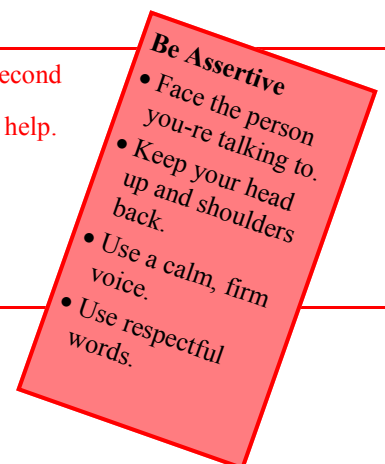 econd
help.
Be Assertive
• Face the person
you-re talking to.
• Keep your head
up and shoulders
back.
• Use a calm, firm
voice.
• Use respectful
words.